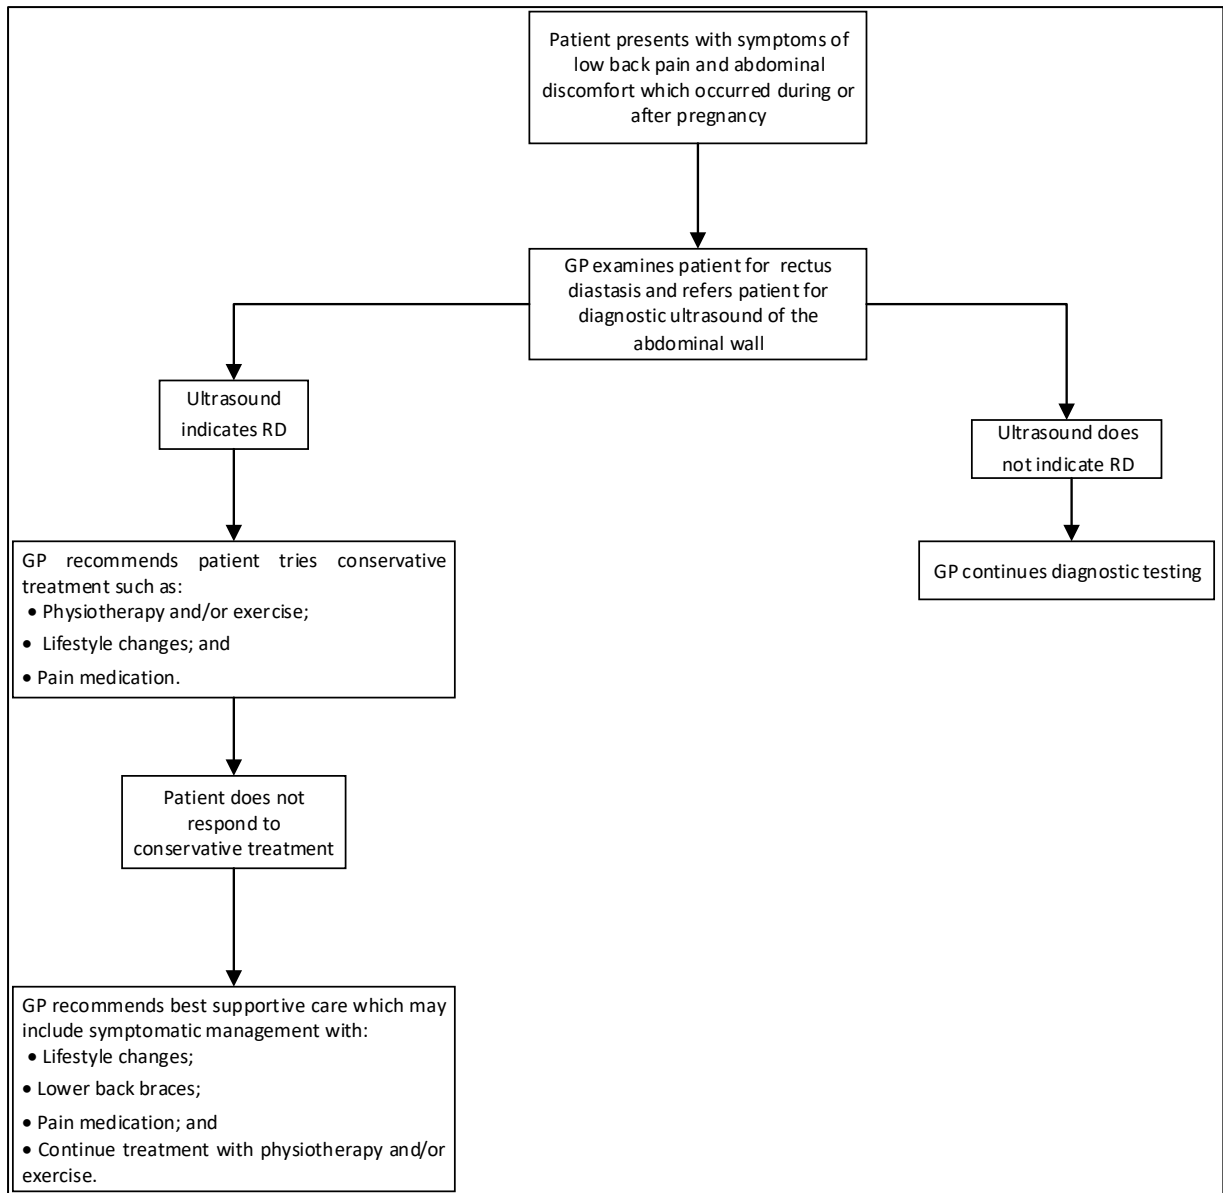 Patient presents with symptoms of
low back pain and abdominal
discomfort which occurred during or
after pregnancy
GP examines patient for rectus
diastasis and refers patient for
diagnostic ultrasound of the
abdominal wall
Ultrasound
indicates RD
Ultrasound does
not indicate RD
GP recommends patient tries conservative
treatment such as:
• Physiotherapy and/or exercise;
• Lifestyle changes; and
• Pain medication.
GP continues diagnostic testing
Patient does not
respond to
conservative treatment
GP recommends best supportive care which may
include symptomatic management with:
• Lifestyle changes;
• Lower back braces;
• Pain medication; and
• Continue treatment with physiotherapy and/or
exercise.